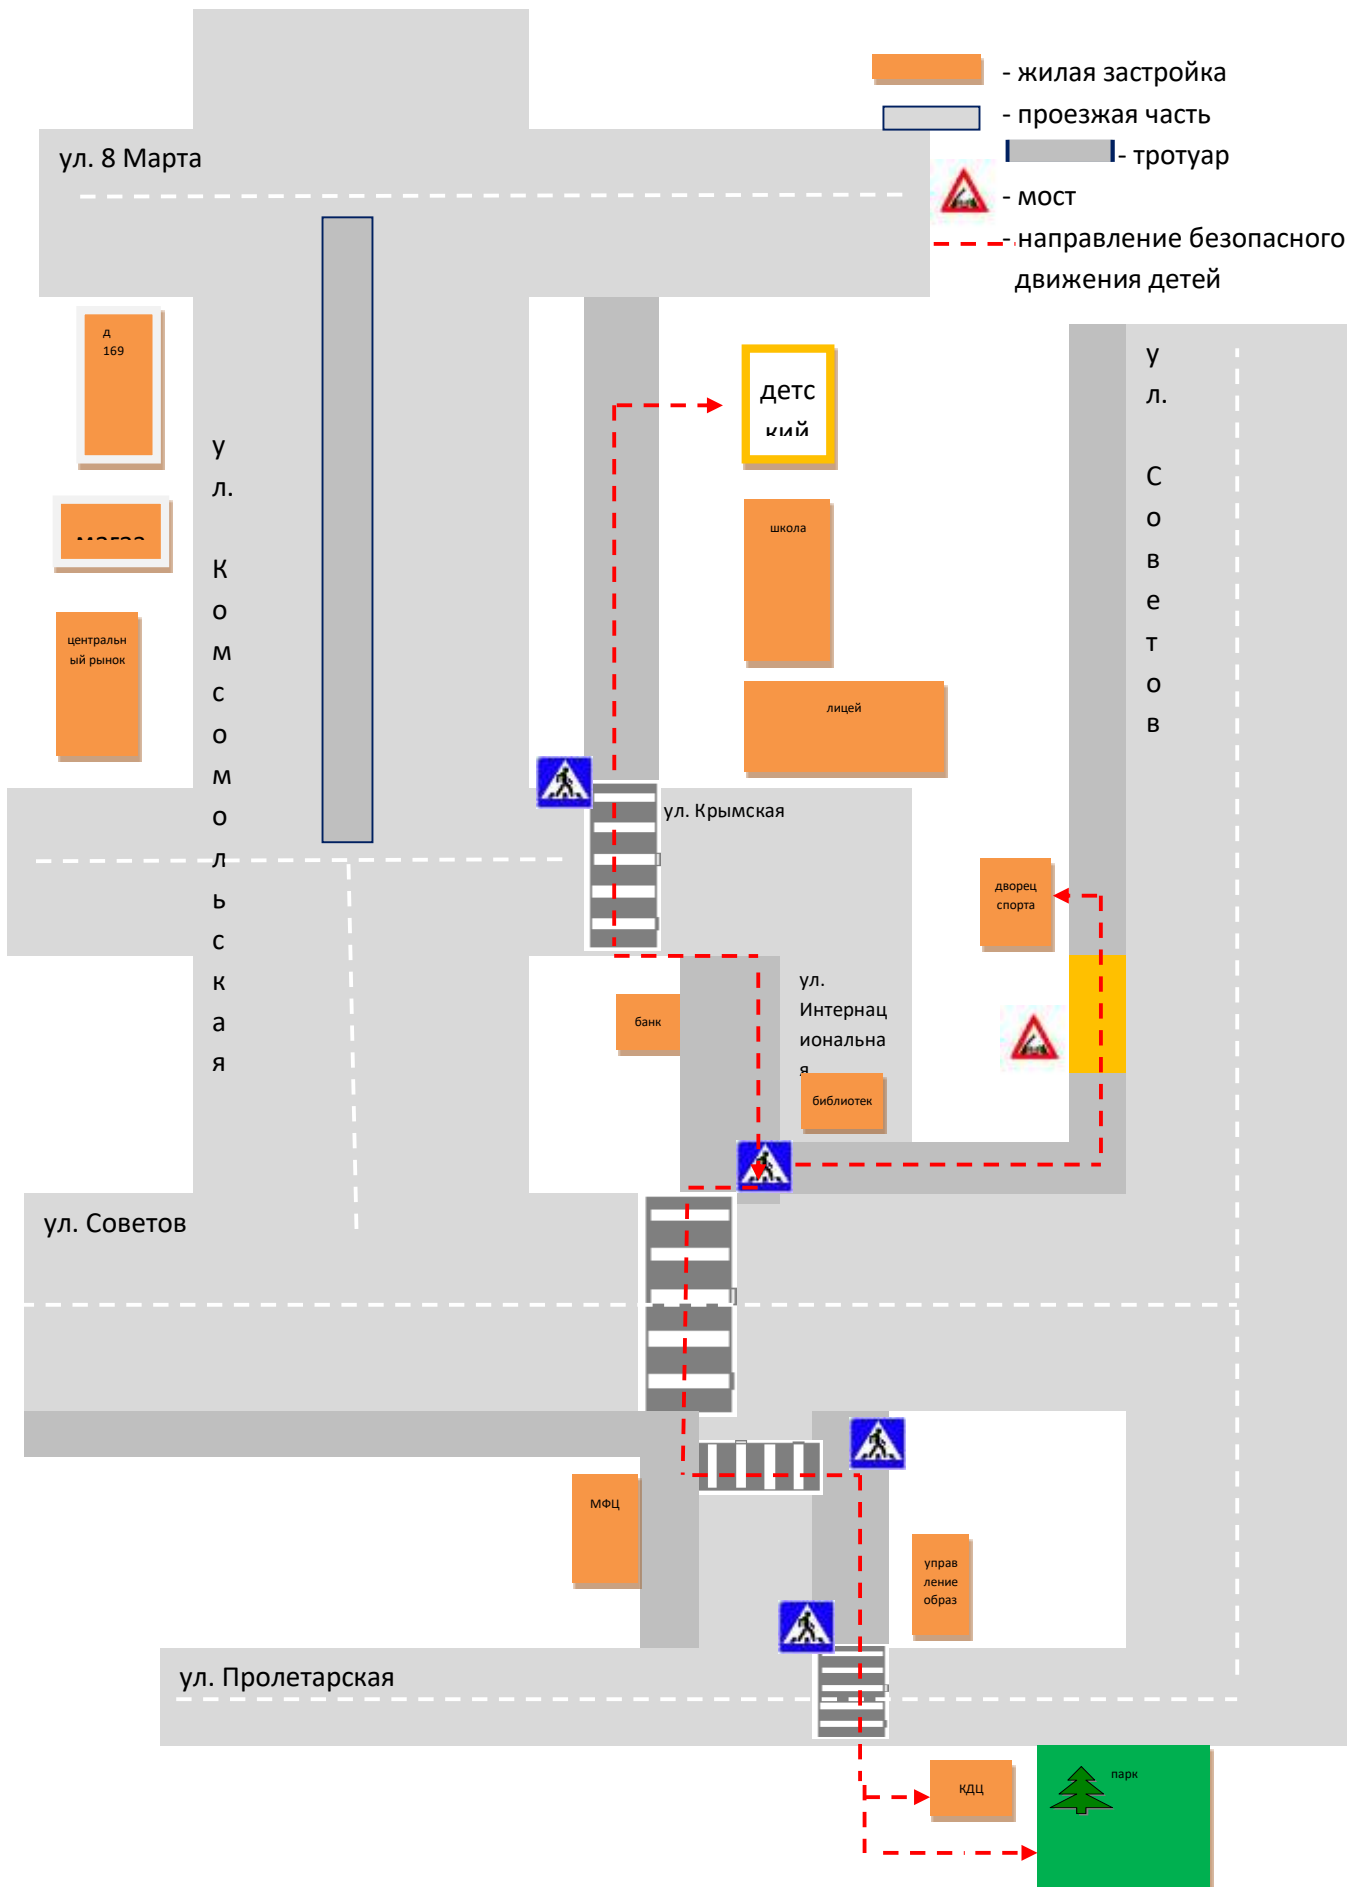 - жилая застройка
- проезжая часть
- тротуар
- мост
- направление безопасного
движения детей
ул. 8 Марта
д
169
детс
кий
у
л.
С
о
в
е
т
о
в
у
л.
К
о
м
с
о
м
о
л
ь
с
к
а
я
школа
центральн
ый рынок
лицей
ул. Крымская
дворец
спорта
ул.
Интернац
иональна
я
банк
библиотек
ул. Советов
МФЦ
управ
ление
образ
ул. Пролетарская
КДЦ
парк